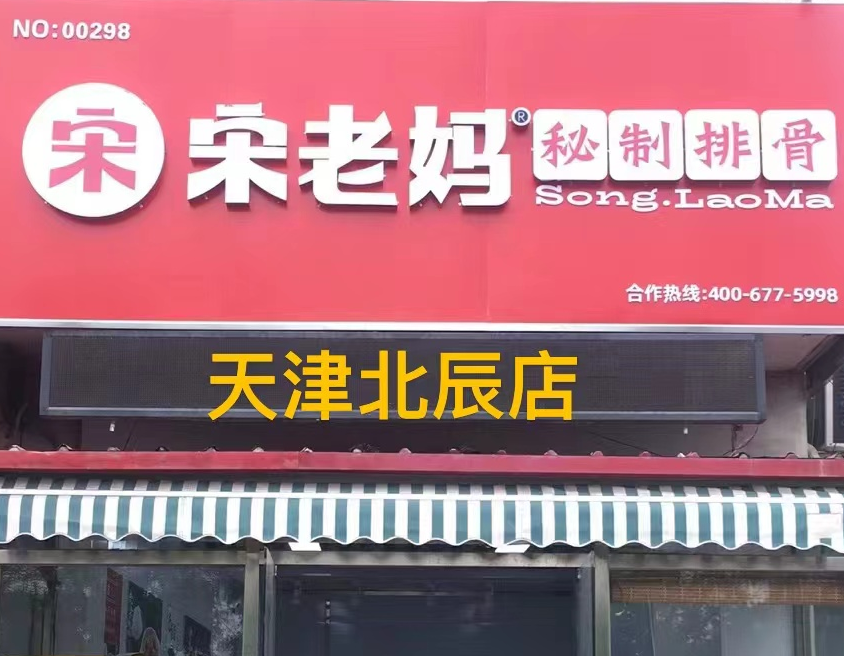 NO:00298
宋 宋老妈® 秘制排骨
Song.LaoMa
合作热线:400-677-5998
天津北辰店